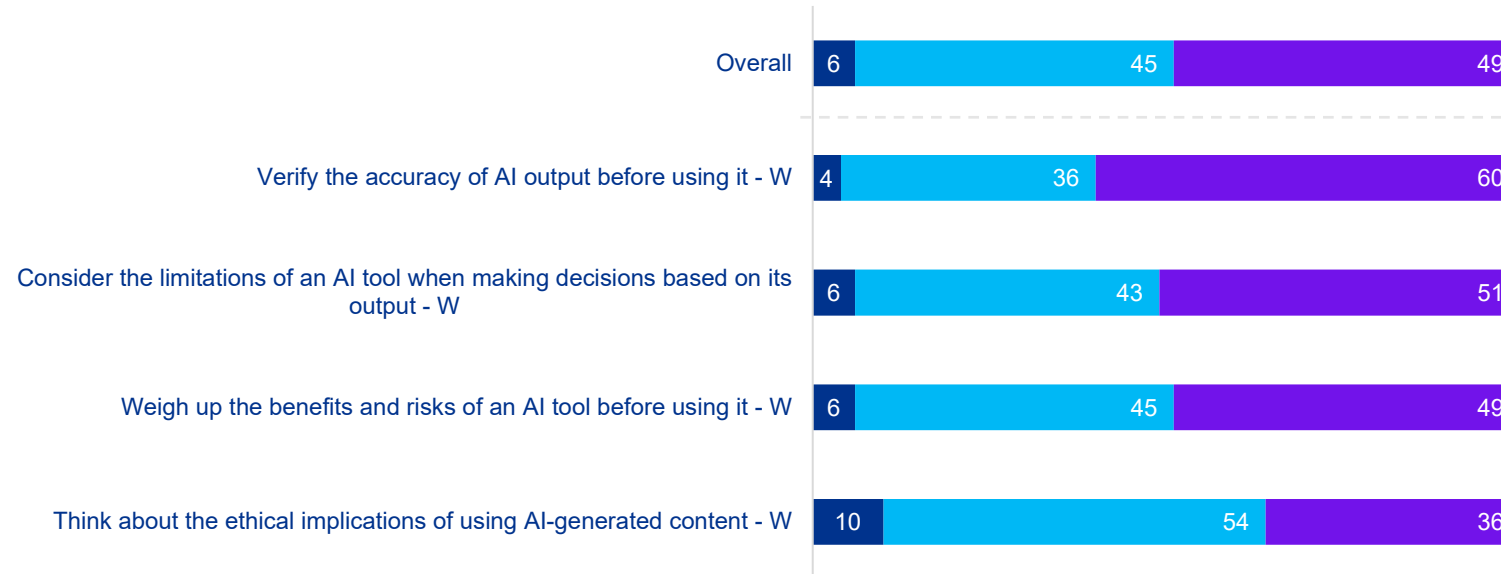 Overall 6 45 49
Verify the accuracy of AI output before using it - W 4 36 60
Consider the limitations of an AI tool when making decisions based on its
output - W 6 43 51
Weigh up the benefits and risks of an AI tool before using it - W 6 45 49
Think about the ethical implications of using AI-generated content - W 10 54 36